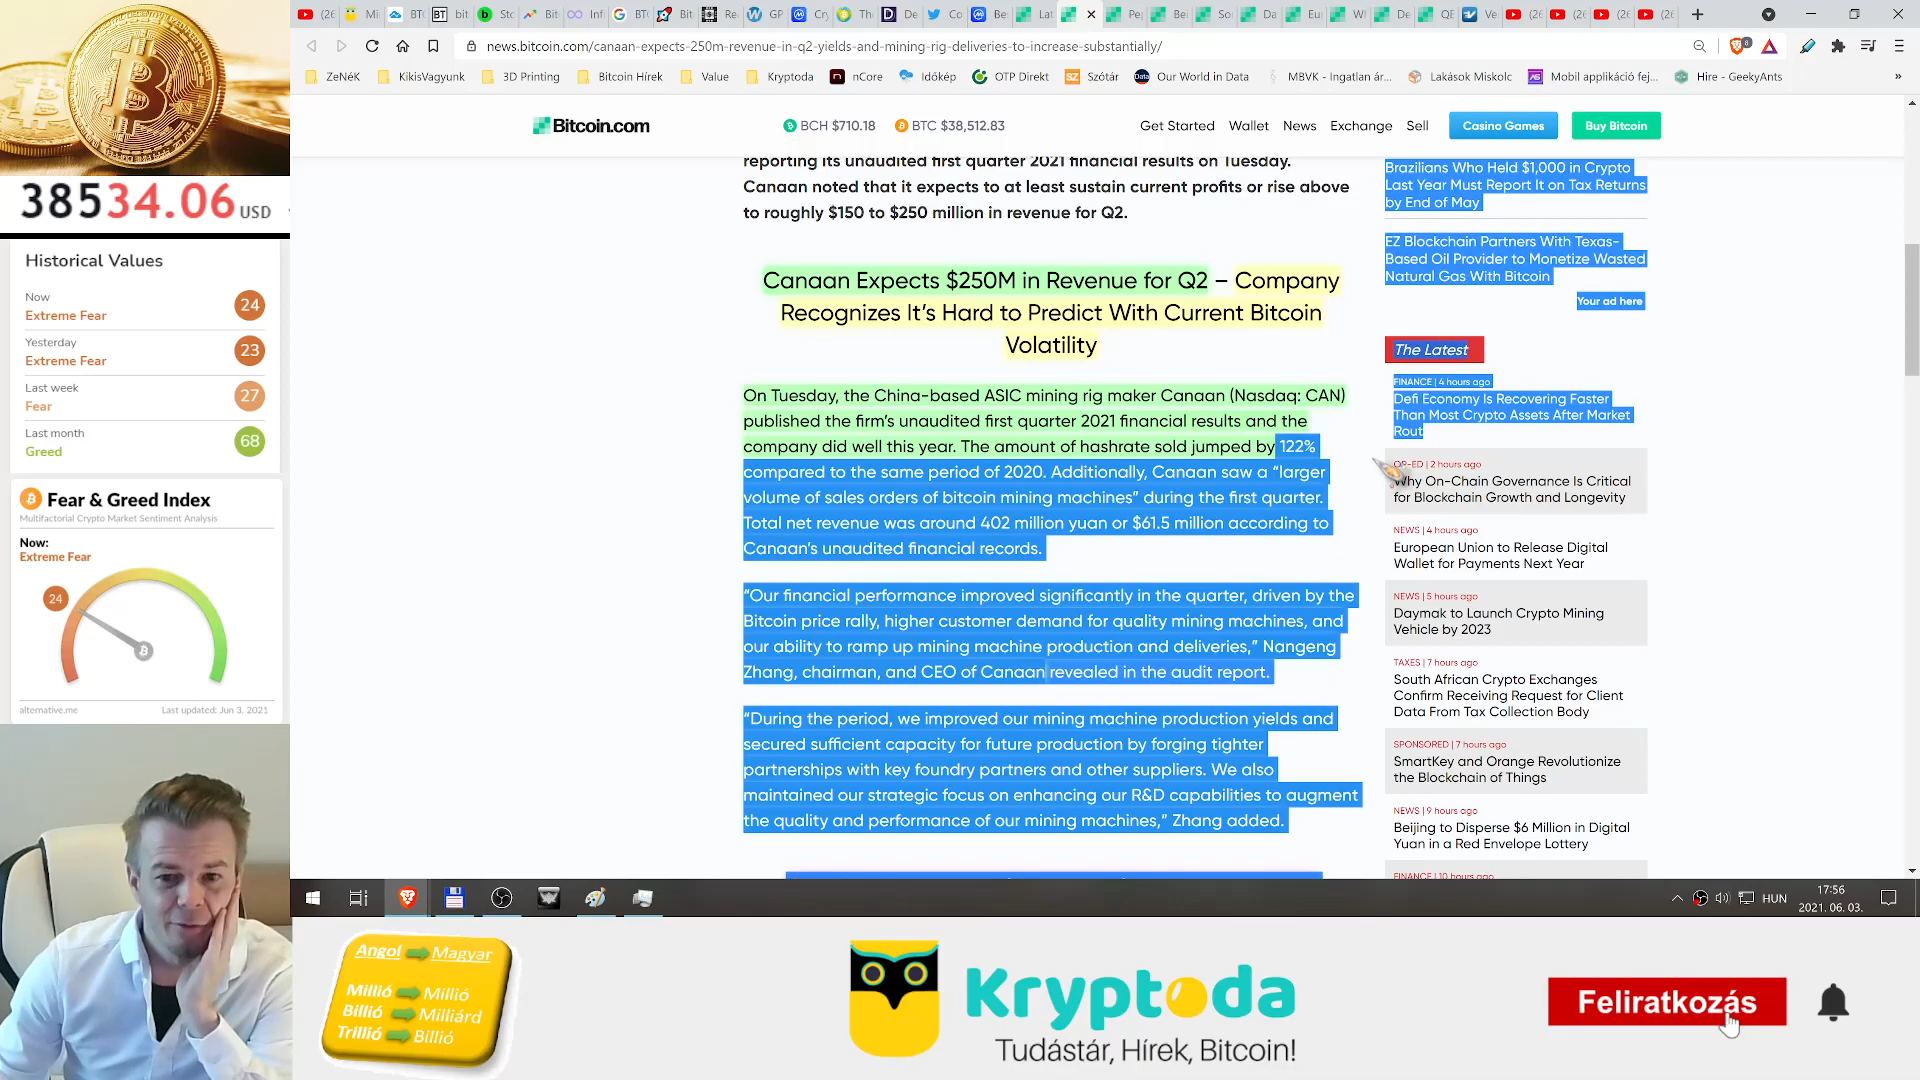 38534.06 USD
Historical Values
Now
Extreme Fear
24
Yesterday
Extreme Fear
23
Last week
Fear
27
Last month
Greed
68
Fear & Greed Index
Multifactorial Crypto Market Sentiment Analysis
Now:
Extreme Fear
24
alternative.me
Last updated: Jun 3, 2021
news.bitcoin.com/canaan-expects-250m-revenue-in-q2-yields-and-mining-rig-deliveries-to-increase-substantially/
8
ZeNéK
KikisVagyunk
3D Printing
Bitcoin Hírek
Value
Kryptoda
nCore
Időkép
OTP Direkt
Szótár
Our World in Data
MBVK - Ingatlan ár...
Lakások Miskolc
Mobil applikáció fej...
Hire - GeekyAnts
Bitcoin.com
BCH $710.18
BTC $38,512.83
Get Started
Wallet
News
Exchange
Sell
Casino Games
Buy Bitcoin
reporting its unaudited first quarter 2021 financial results on Tuesday.
Canaan noted that it expects to at least sustain current profits or rise above
to roughly $150 to $250 million in revenue for Q2.
Canaan Expects $250M in Revenue for Q2 – Company
Recognizes It's Hard to Predict With Current Bitcoin
Volatility
On Tuesday, the China-based ASIC mining rig maker Canaan (Nasdaq: CAN)
published the firm's unaudited first quarter 2021 financial results and the
company did well this year. The amount of hashrate sold jumped by 122%
compared to the same period of 2020. Additionally, Canaan saw a "larger
volume of sales orders of bitcoin mining machines" during the first quarter.
Total net revenue was around 402 million yuan or $61.5 million according to
Canaan's unaudited financial records.
"Our financial performance improved significantly in the quarter, driven by the
Bitcoin price rally, higher customer demand for quality mining machines, and
our ability to ramp up mining machine production and deliveries," Nangeng
Zhang, chairman, and CEO of Canaan revealed in the audit report.
"During the period, we improved our mining machine production yields and
secured sufficient capacity for future production by forging tighter
partnerships with key foundry partners and other suppliers. We also
maintained our strategic focus on enhancing our R&D capabilities to augment
the quality and performance of our mining machines," Zhang added.
Brazilians Who Held $1,000 in Crypto
Last Year Must Report It on Tax Returns
by End of May
EZ Blockchain Partners With Texas-
Based Oil Provider to Monetize Wasted
Natural Gas With Bitcoin
Your ad here
The Latest
FINANCE | 4 hours ago
Defi Economy Is Recovering Faster
Than Most Crypto Assets After Market
Rout
OP-ED | 2 hours ago
Why On-Chain Governance Is Critical
for Blockchain Growth and Longevity
NEWS | 4 hours ago
European Union to Release Digital
Wallet for Payments Next Year
NEWS | 5 hours ago
Daymak to Launch Crypto Mining
Vehicle by 2023
TAXES | 7 hours ago
South African Crypto Exchanges
Confirm Receiving Request for Client
Data From Tax Collection Body
SPONSORED | 7 hours ago
SmartKey and Orange Revolutionize
the Blockchain of Things
NEWS | 9 hours ago
Beijing to Disperse $6 Million in Digital
Yuan in a Red Envelope Lottery
FINANCE | 10 hours ago
HUN
17:56
2021. 06. 03.
Angol Magyar
Millió Millió
Billió Milliárd
Trillió Billió
Kryptoda
Tudástár, Hírek, Bitcoin!
Feliratkozás